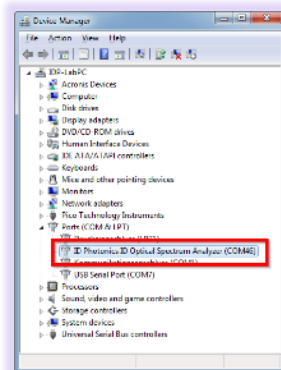 Device Manager
File Action View Help
IDP-LabPC
Acronis Devices
Computer
Disk drives
Display adapters
DVD/CD-ROM drives
Human Interface Devices
IDE ATA/ATAPI controllers
Keyboards
Mice and other pointing devices
Monitors
Network adapters
Pico Technology Instruments
Ports (COM & LPT)
ID Photonics ID Optical Spectrum Analyzer (COM46)
USB Serial Port (COM7)
Processors
Sound, video and game controllers
Storage controllers
System devices
Universal Serial Bus controllers